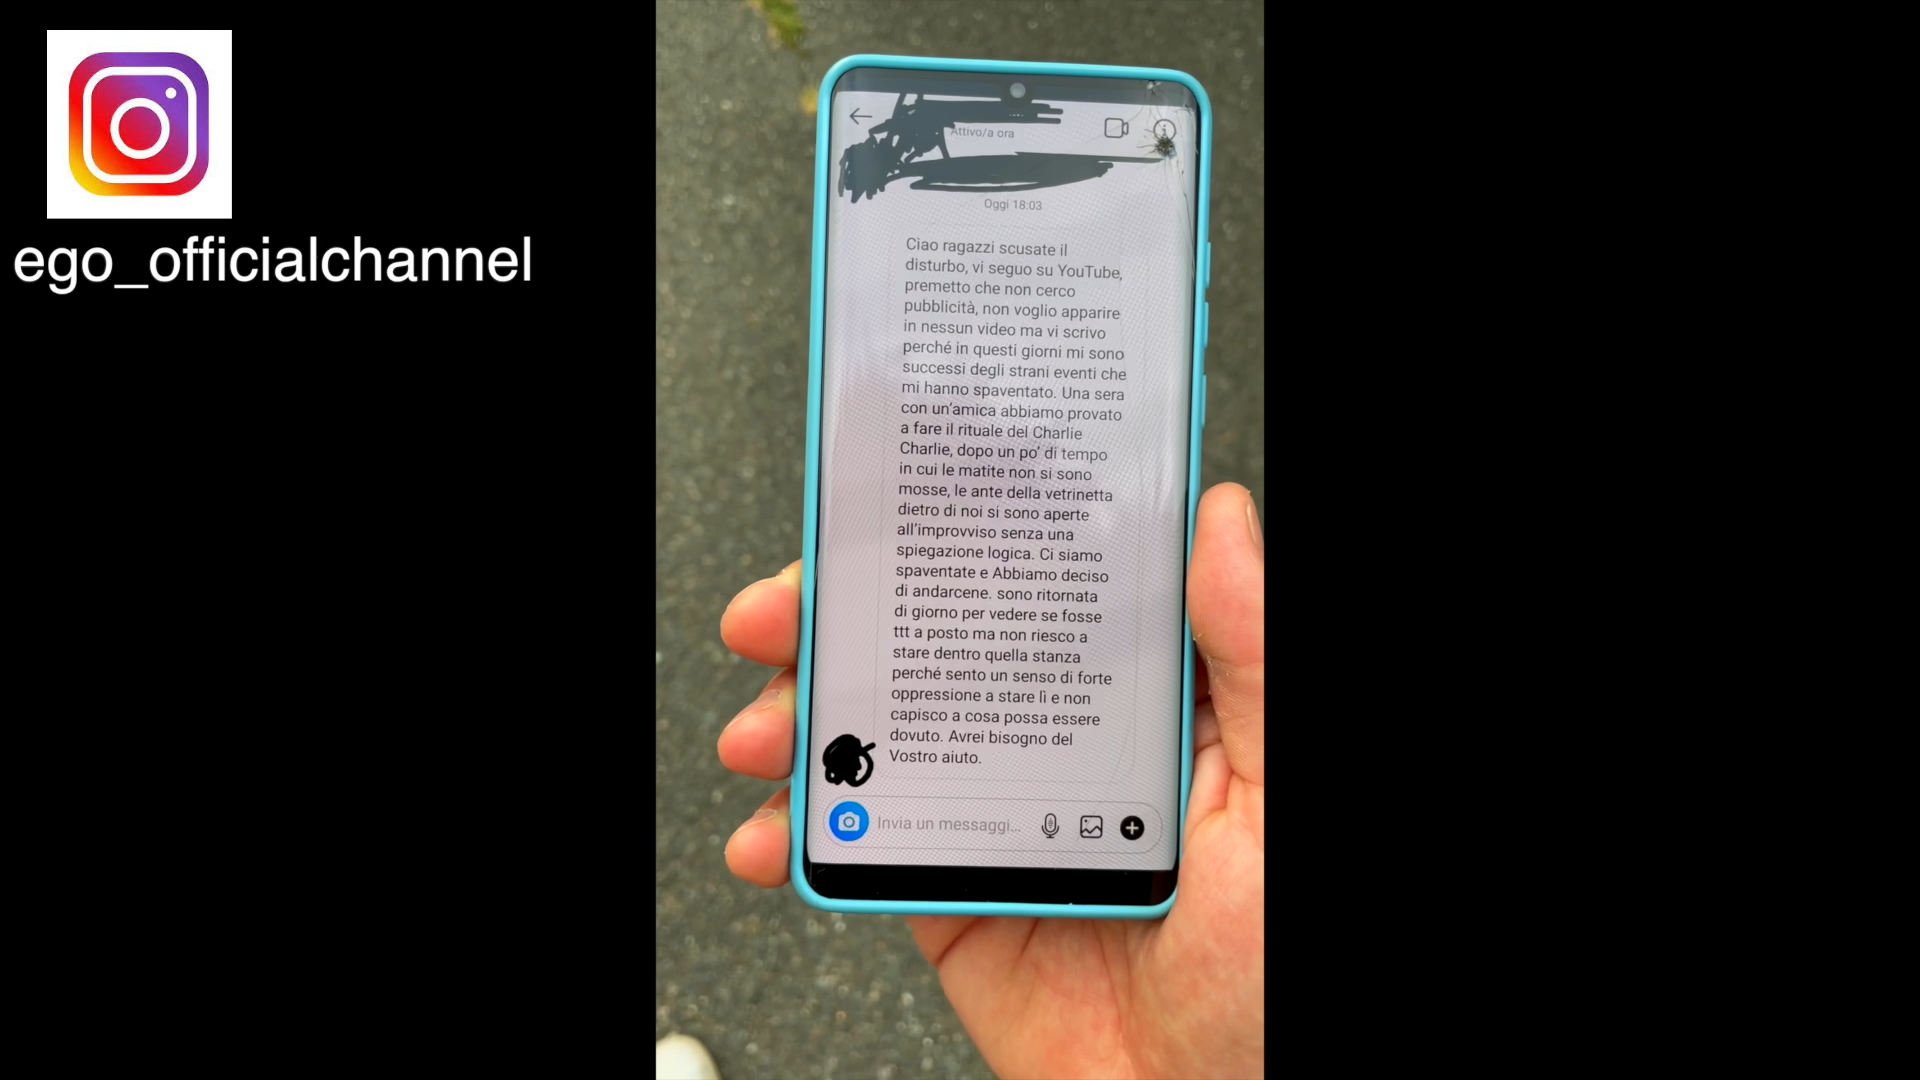 ego_officialchannel
Attivo/a ora
Oggi 18:03
Ciao ragazzi scusate il
disturbo, vi seguo su YouTube,
premetto che non cerco
pubblicità, non voglio apparire
in nessun video ma vi scrivo
perché in questi giorni mi sono
successi degli strani eventi che
mi hanno spaventato. Una sera
con un'amica abbiamo provato
a fare il rituale del Charlie
Charlie, dopo un po' di tempo
in cui le matite non si sono
mosse, le ante della vetrinetta
dietro di noi si sono aperte
all'improvviso senza una
spiegazione logica. Ci siamo
spaventate e Abbiamo deciso
di andarcene. sono ritornata
di giorno per vedere se fosse
ttt a posto ma non riesco a
stare dentro quella stanza
perché sento un senso di forte
oppressione a stare lì e non
capisco a cosa possa essere
dovuto. Avrei bisogno del
Vostro aiuto.
Invia un messaggi...